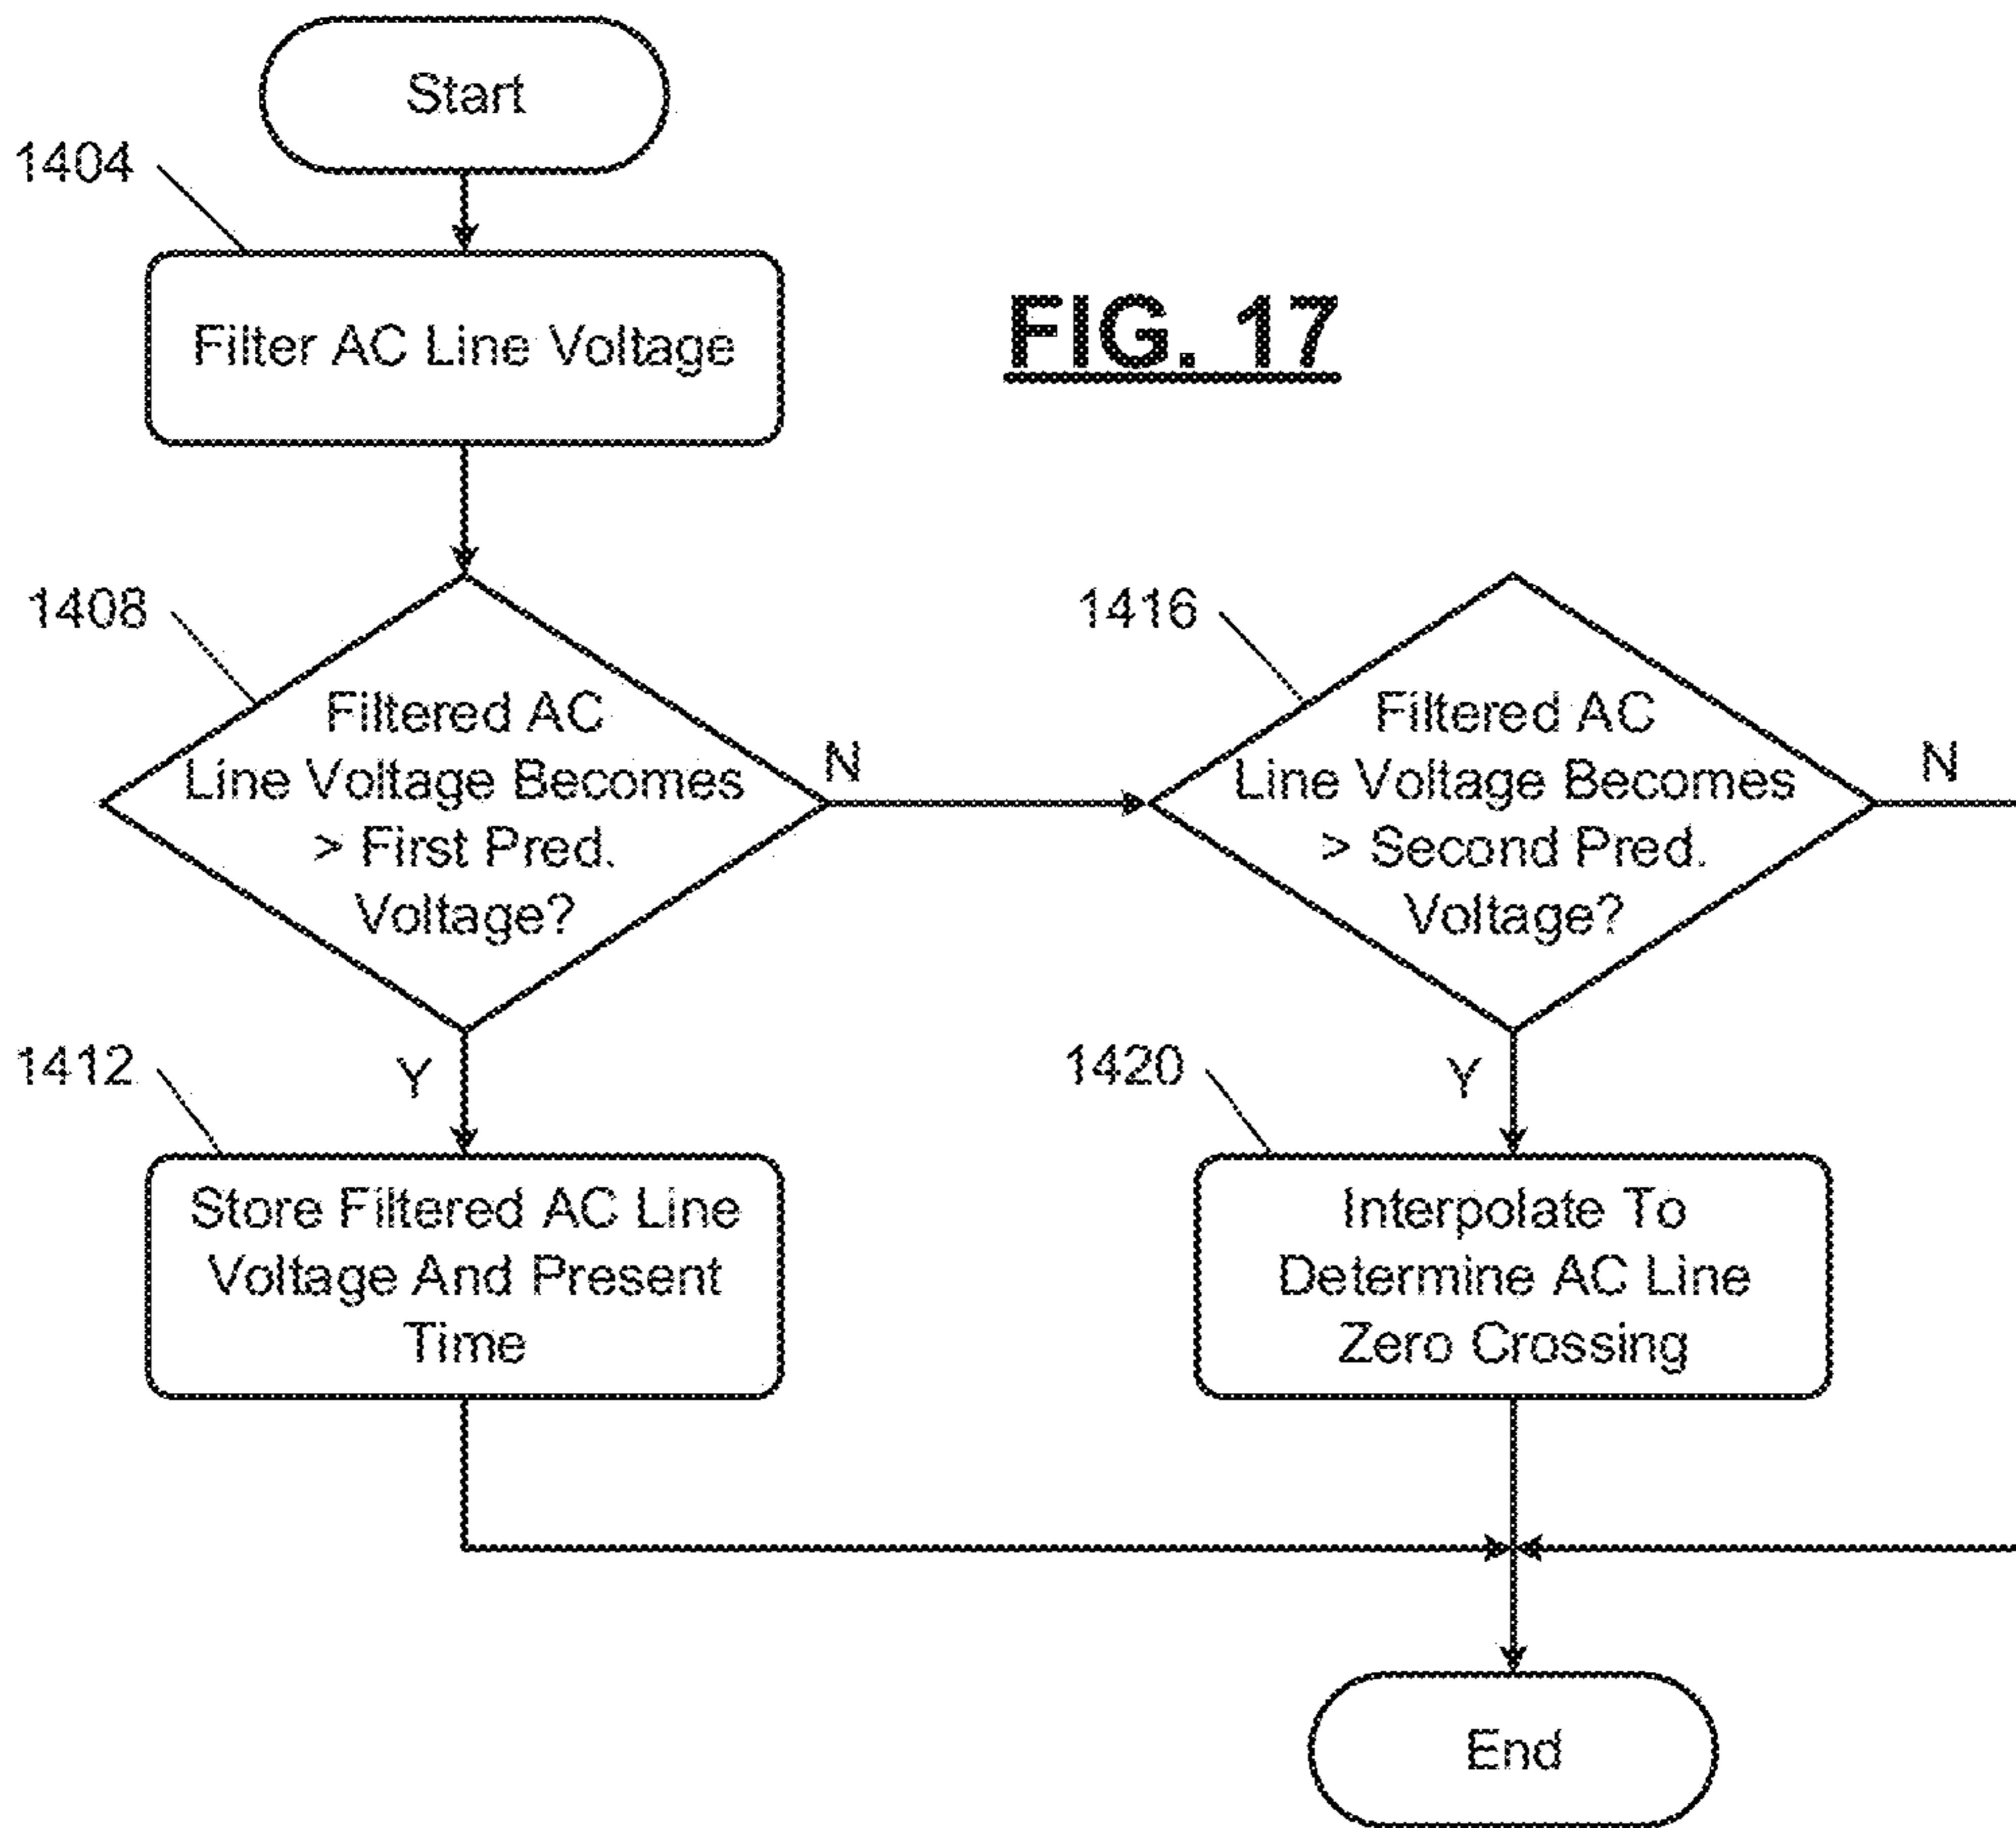 Start
1404
Filter AC Line Voltage
FIG. 17
1408
Filtered AC
Line Voltage Becomes
> First Pred.
Voltage?
N
Y
1416
Filtered AC
Line Voltage Becomes
> Second Pred.
Voltage?
N
Y
1412
Store Filtered AC Line
Voltage And Present
Time
1420
Interpolate To
Determine AC Line
Zero Crossing
End